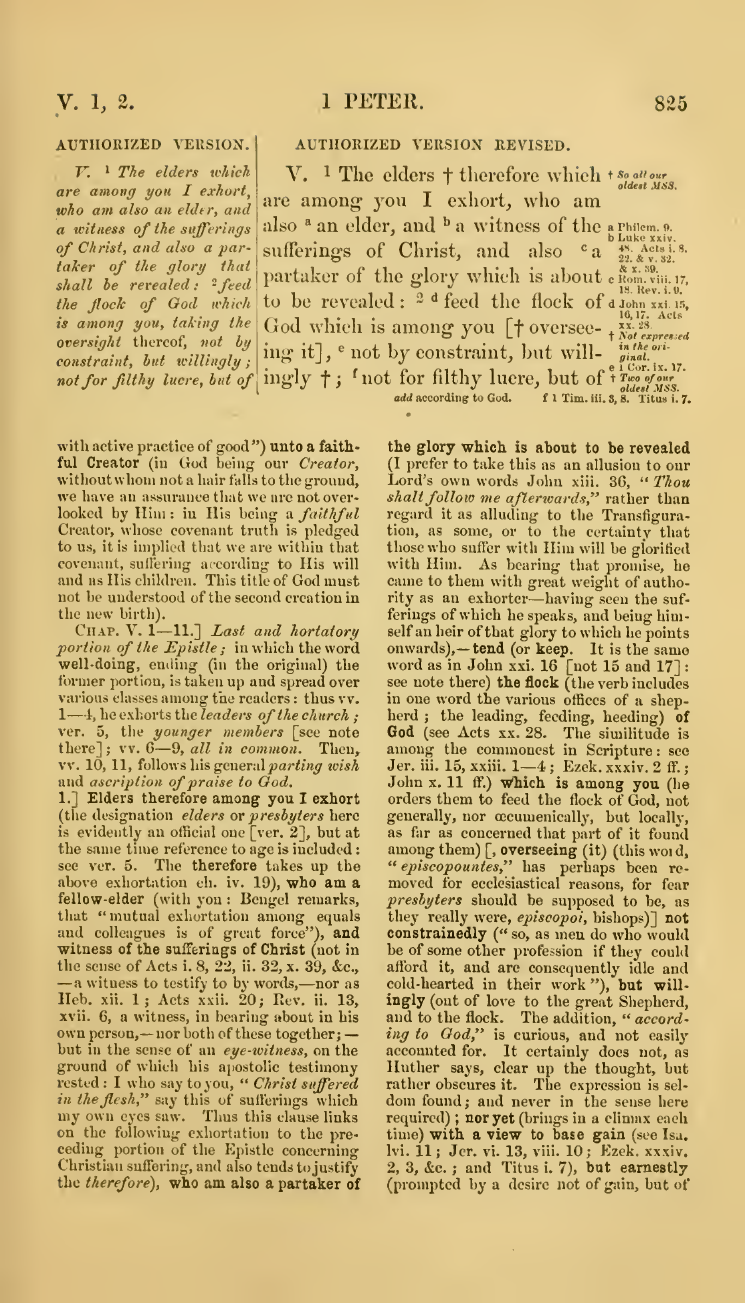 V. 1, 2.
1 PETER.
825
AUTHORIZED VERSION.
V. 1 The elders which
are among you I exhort,
who am also an elder, and
a witness of the sufferings
of Christ, and also a par-
taker of the glory that
shall be revealed : 2 feed
the flock of God which
is among you, taking the
oversight thereof, not by
constraint, but willingly ;
not for filthy lucre, but of
AUTHORIZED VERSION REVISED.
V. 1 The elders † therefore which
are among you I exhort, who am
also a an elder, and b a witness of the
sufferings of Christ, and also c a
partaker of the glory which is about
to be revealed : 2 d feed the flock of
God which is among you [† oversee-
ing it], e not by constraint, but will-
ingly † ; f not for filthy lucre, but of
† So all our
oldest MSS.
a Philem. 9.
b Luke xxiv.
48. Acts i. 8,
22. & v. 32.
& x. 39.
c Rom. viii. 17,
18. Rev. i. 9.
d John xxi. 15,
16, 17. Acts
xx. 28.
† Not expressed
in the ori-
ginal.
e 1 Cor. ix. 17.
† Two of our
oldest MSS.
add according to God.
f 1 Tim. iii. 3, 8. Titus i. 7.
with active practice of good") unto a faith-
ful Creator (in God being our Creator,
without whom not a hair falls to the ground,
we have an assurance that we are not over-
looked by Him : in His being a faithful
Creator, whose covenant truth is pledged
to us, it is implied that we are within that
covenant, suffering according to His will
and as His children. This title of God must
not be understood of the second creation in
the new birth).
CHAP. V. 1—11.] Last and hortatory
portion of the Epistle ; in which the word
well-doing, ending (in the original) the
former portion, is taken up and spread over
various classes among the readers : thus vv.
1—4, he exhorts the leaders of the church ;
ver. 5, the younger members [see note
there] ; vv. 6—9, all in common. Then,
vv. 10, 11, follows his general parting wish
and ascription of praise to God.
1.] Elders therefore among you I exhort
(the designation elders or presbyters here
is evidently an official one [ver. 2], but at
the same time reference to age is included :
see ver. 5. The therefore takes up the
above exhortation ch. iv. 19), who am a
fellow-elder (with you : Bengel remarks,
that "mutual exhortation among equals
and colleagues is of great force"), and
witness of the sufferings of Christ (not in
the sense of Acts i. 8, 22, ii. 32, x. 39, &c.,
—a witness to testify to by words,—nor as
Heb. xii. 1 ; Acts xxii. 20 ; Rev. ii. 13,
xvii. 6, a witness, in bearing about in his
own person,—nor both of these together ; —
but in the sense of an eye-witness, on the
ground of which his apostolic testimony
rested : I who say to you, "Christ suffered
in the flesh," say this of sufferings which
my own eyes saw. Thus this clause links
on the following exhortation to the pre-
ceding portion of the Epistle concerning
Christian suffering, and also tends to justify
the therefore), who am also a partaker of
the glory which is about to be revealed
(I prefer to take this as an allusion to our
Lord's own words John xiii. 36, "Thou
shalt follow me afterwards," rather than
regard it as alluding to the Transfigura-
tion, as some, or to the certainty that
those who suffer with Him will be glorified
with Him. As bearing that promise, he
came to them with great weight of autho-
rity as an exhorter—having seen the suf-
ferings of which he speaks, and being him-
self an heir of that glory to which he points
onwards),—tend (or keep. It is the same
word as in John xxi. 16 [not 15 and 17] :
see note there) the flock (the verb includes
in one word the various offices of a shep-
herd ; the leading, feeding, heeding) of
God (see Acts xx. 28. The similitude is
among the commonest in Scripture : see
Jer. iii. 15, xxiii. 1—4 ; Ezek. xxxiv. 2 ff. ;
John x. 11 ff.) which is among you (he
orders them to feed the flock of God, not
generally, nor œcumenically, but locally,
as far as concerned that part of it found
among them) [, overseeing (it) (this word,
"episcopountes," has perhaps been re-
moved for ecclesiastical reasons, for fear
presbyters should be supposed to be, as
they really were, episcopoi, bishops)] not
constrainedly ("so, as men do who would
be of some other profession if they could
afford it, and are consequently idle and
cold-hearted in their work"), but will-
ingly (out of love to the great Shepherd,
and to the flock. The addition, "accord-
ing to God," is curious, and not easily
accounted for. It certainly does not, as
Huther says, clear up the thought, but
rather obscures it. The expression is sel-
dom found; and never in the sense here
required) ; nor yet (brings in a climax each
time) with a view to base gain (see Isa.
lvi. 11 ; Jer. vi. 13, viii. 10 ; Ezek. xxxiv.
2, 3, &c. ; and Titus i. 7), but earnestly
(prompted by a desire not of gain, but of